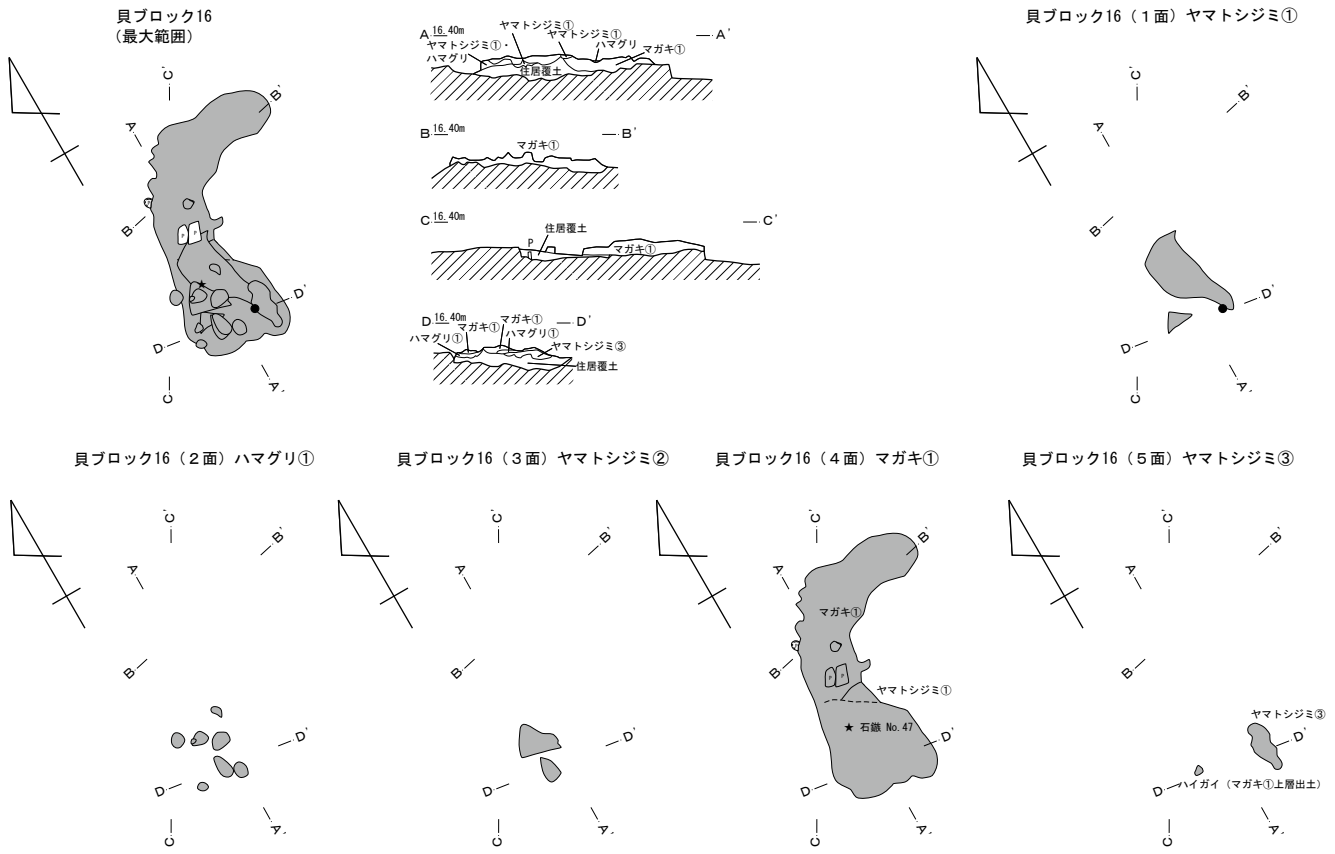 貝ブロック16
(最大範囲)
C'
B'
A
B
P P
★
D'
D
C
A'
A 16.40m A'
ヤマトシジミ①
ヤマトシジミ①・
ハマグリ
ヤマトシジミ①
ハマグリ
マガキ①
住居覆土
B 16.40m B'
マガキ①
C 16.40m C'
住居覆土
P
マガキ①
D 16.40m D'
マガキ①
マガキ①
ハマグリ①
ハマグリ①
ヤマトシジミ③
住居覆土
貝ブロック16(1面)ヤマトシジミ①
C'
B'
A
B
D'
D
C
A'
貝ブロック16(2面)ハマグリ①
C'
B'
A
B
D'
D
C
A'
貝ブロック16(3面)ヤマトシジミ②
C'
B'
A
B
D'
D
C
A'
貝ブロック16(4面)マガキ①
C'
B'
A
マガキ①
B
P P
ヤマトシジミ①
★ 石鏃 No.47
D'
D
C
A'
貝ブロック16(5面)ヤマトシジミ③
C'
B'
A
B
ヤマトシジミ③
D'
D
ハイガイ(マガキ①上層出土)
C
A'